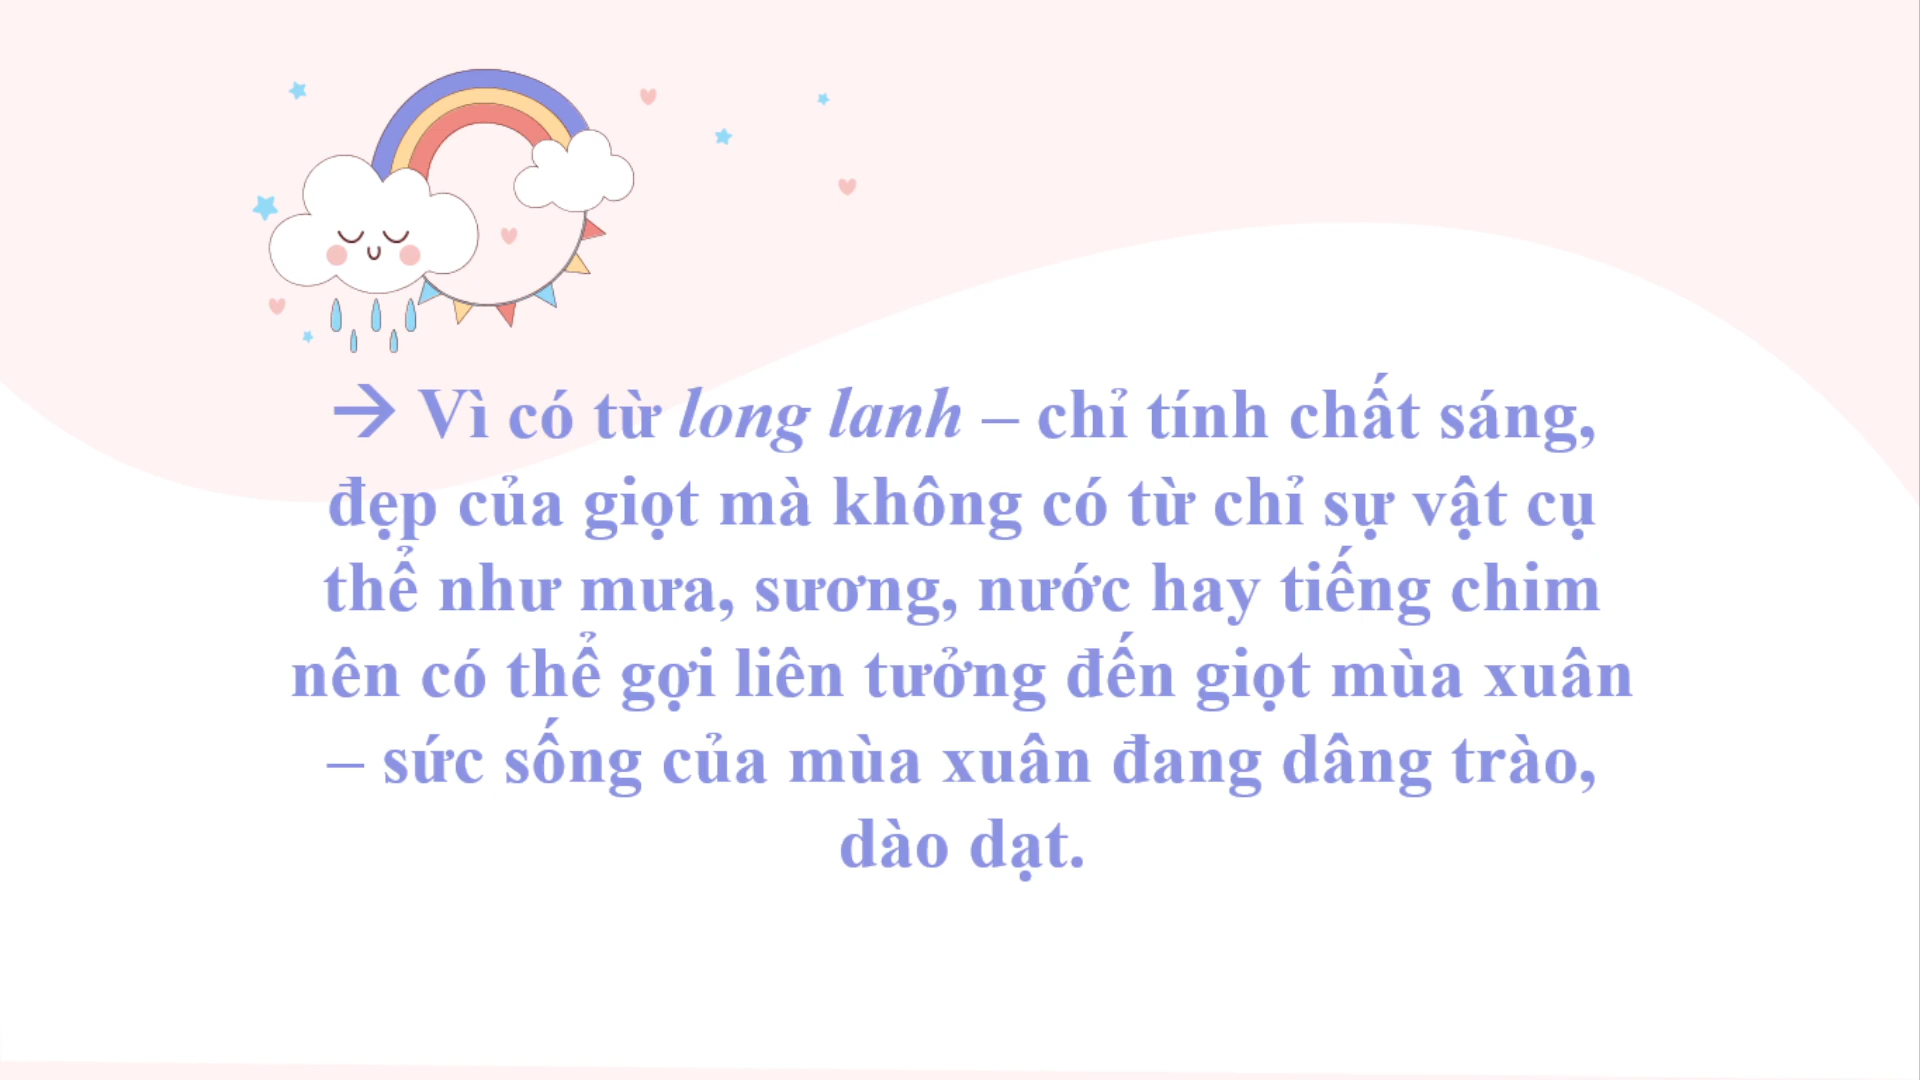 → Vì có từ long lanh – chỉ tính chất sáng,
đẹp của giọt mà không có từ chỉ sự vật cụ
thể như mưa, sương, nước hay tiếng chim
nên có thể gợi liên tưởng đến giọt mùa xuân
– sức sống của mùa xuân đang dâng trào,
dào dạt.